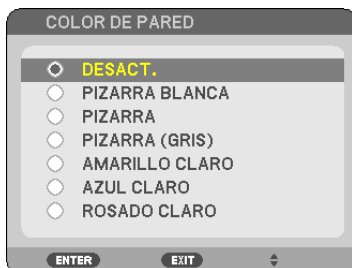 COLOR DE PARED
DESACT.
PIZARRA BLANCA
PIZARRA
PIZARRA (GRIS)
AMARILLO CLARO
AZUL CLARO
ROSADO CLARO
ENTER EXIT